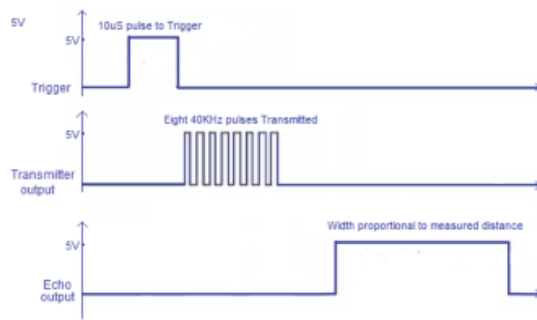 5V
10uS pulse to Trigger
5V
Trigger
Eight 40KHz pulses Transmitted
5V
Transmitter
output
Width proportional to measured distance
5V
Echo
output